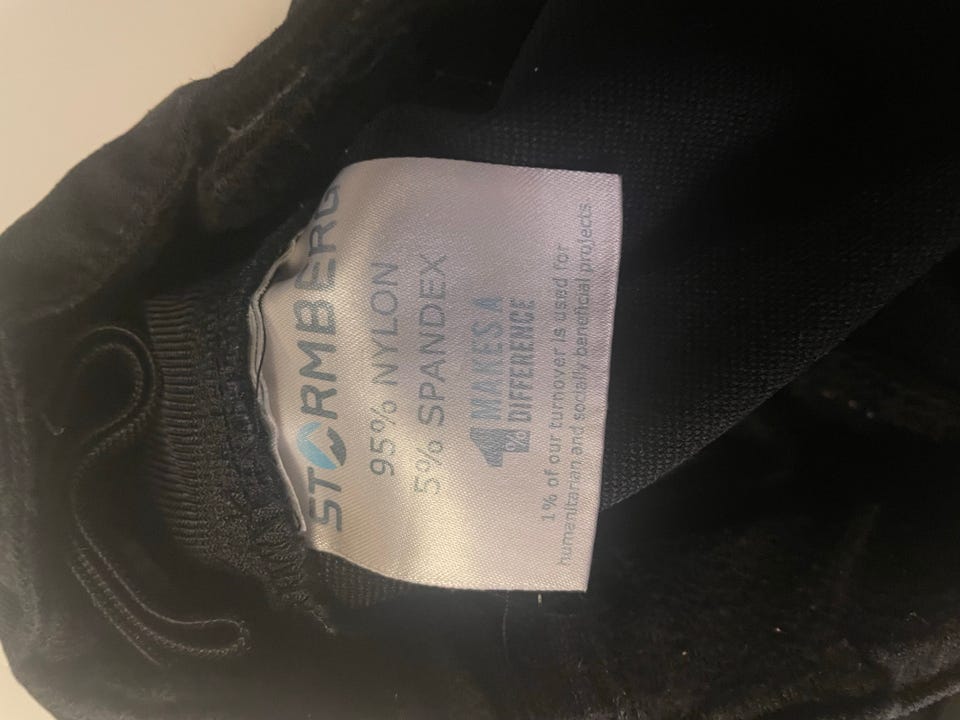 STORMBERG
95% NYLON
5% SPANDEX
1% MAKES A
DIFFERENCE
1% of our turnover is used for
humanitarian and socially beneficial projects.